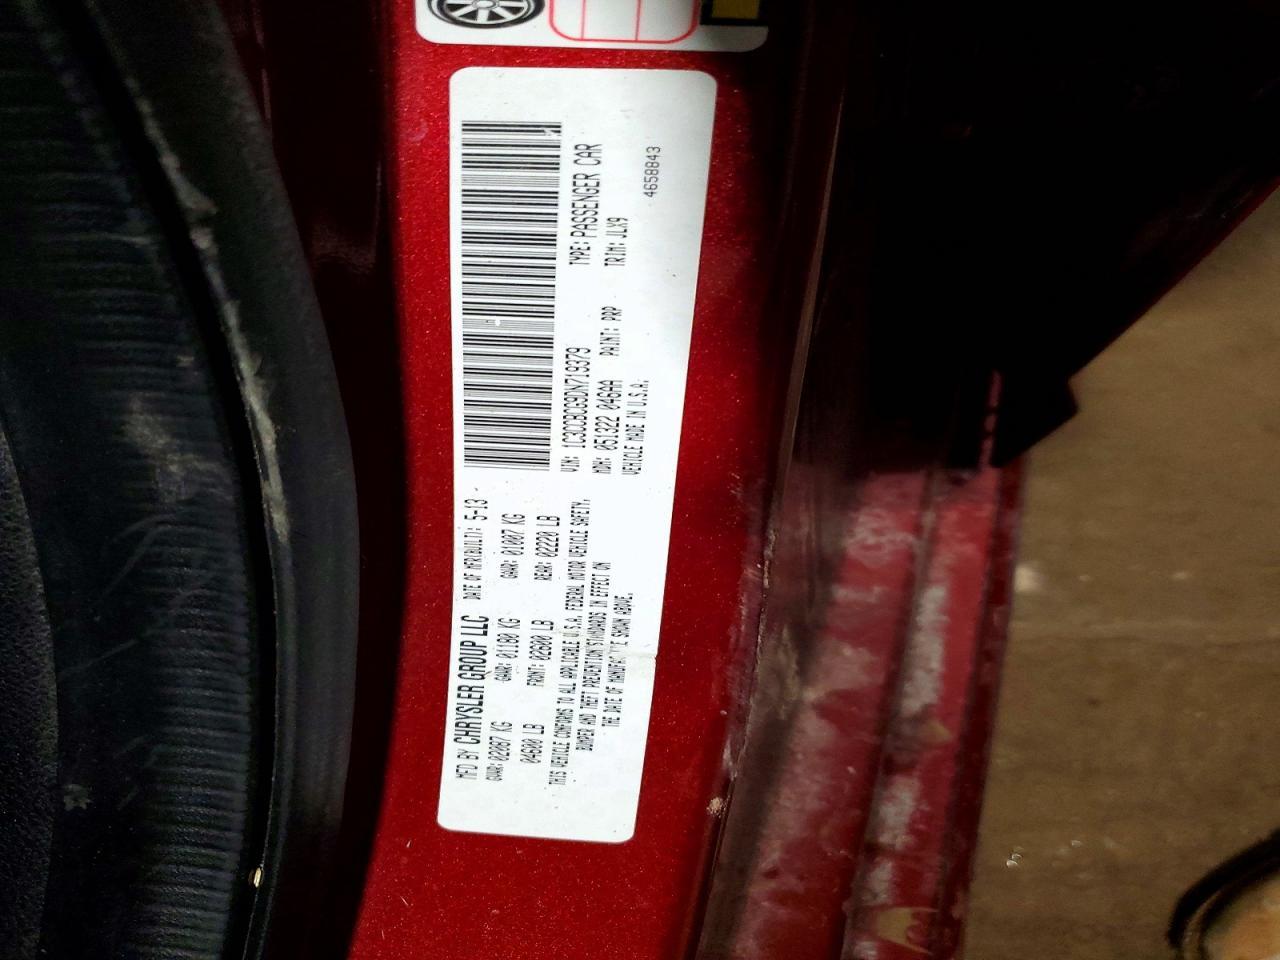 MFD BY CHRYSLER GROUP LLC DATE OF MFR(BUILT): 5-13
GVWR: 02087 KG GAWR: 01180 KG GAWR: 01007 KG
04600 LB FRONT: 02600 LB REAR: 02220 LB
THIS VEHICLE CONFORMS TO ALL APPLICABLE U.S.A. FEDERAL MOTOR VEHICLE SAFETY,
BUMPER AND THEFT PREVENTION STANDARDS IN EFFECT ON
THE DATE OF SHOWN ABOVE.
VIN: 1C3CCBCG9DN719379 TYPE: PASSENGER CAR
MDH: 051322 046AA PAINT: PRP TRIM: JLX9
VEHICLE MADE IN U.S.A.
4658843